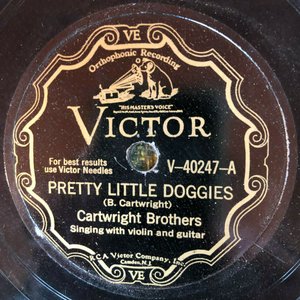 VE
Orthophonic Recording
"HIS MASTER'S VOICE"
VICTOR
For best results
use Victor Needles
V-40247-A
PRETTY LITTLE DOGGIES
(B. Cartwright)
Cartwright Brothers
Singing with violin and guitar
RCA Victor Company, Inc.
Camden, N.J.
VE